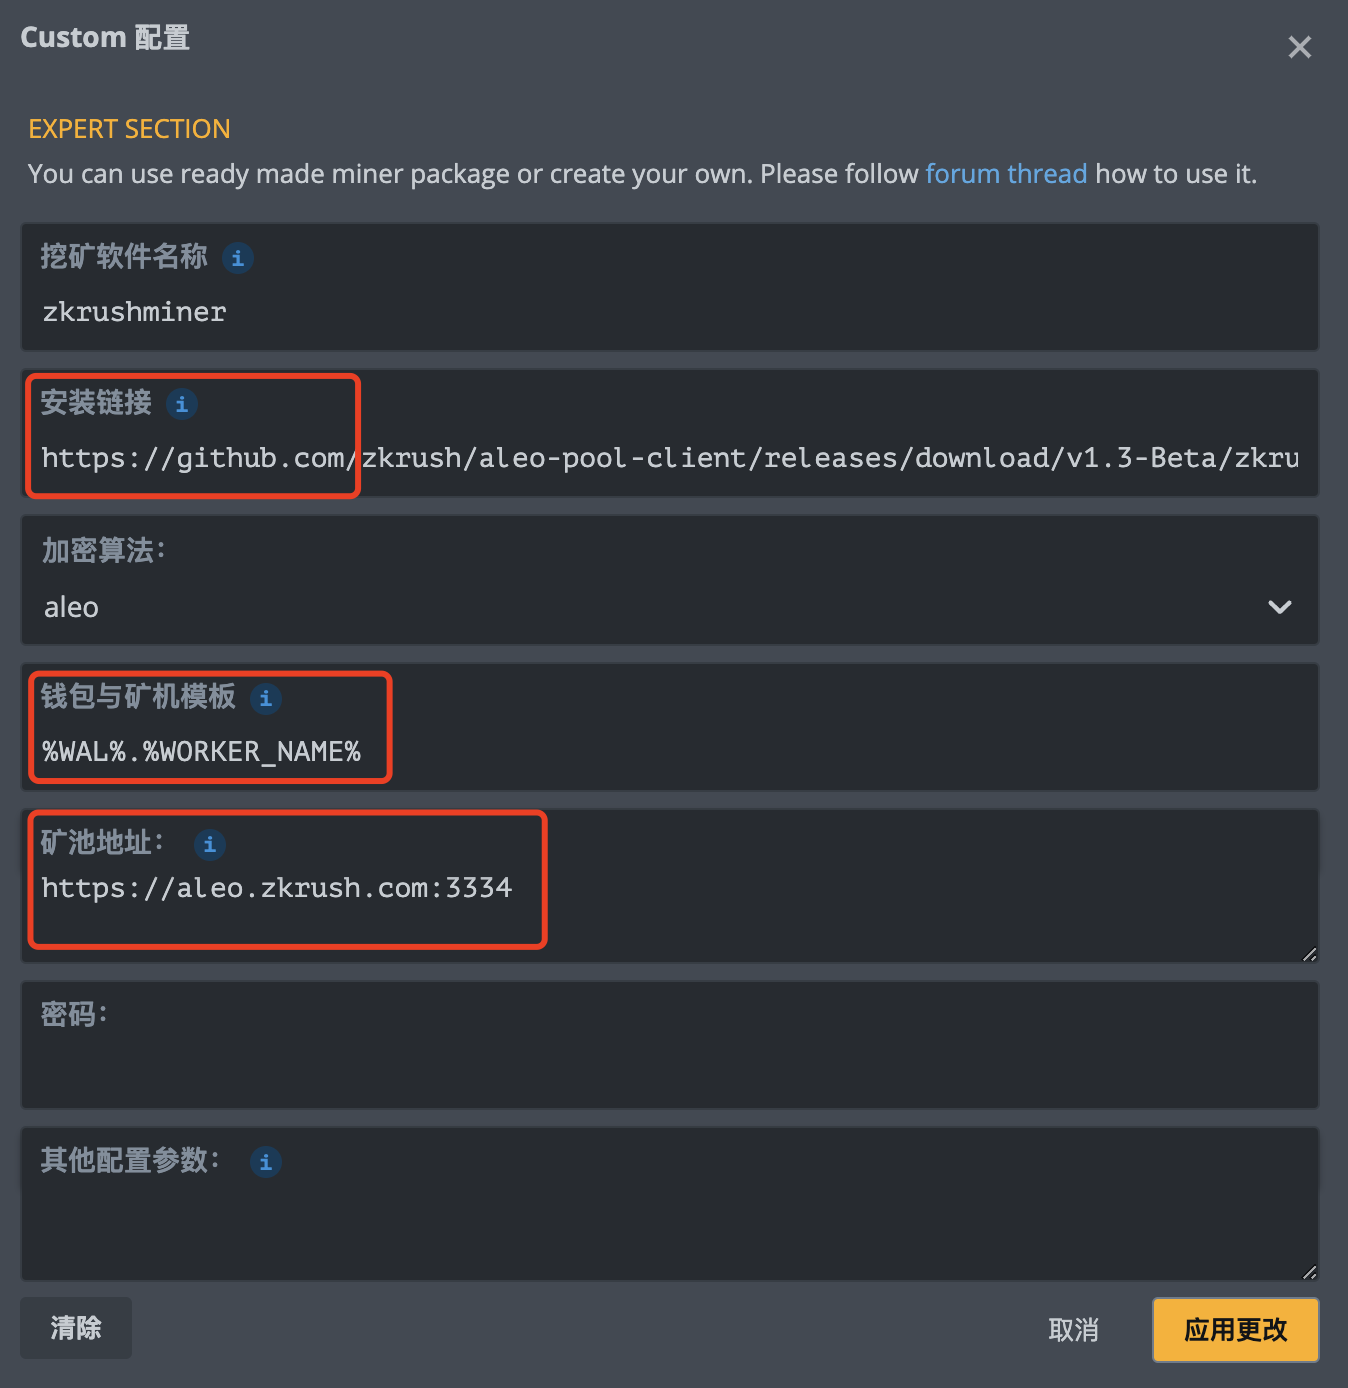 Custom 配置
EXPERT SECTION
You can use ready made miner package or create your own. Please follow forum thread how to use it.
挖矿软件名称
zkrushminer
安装链接
https://github.com/zkrush/aleo-pool-client/releases/download/v1.3-Beta/zkru
加密算法:
aleo
钱包与矿机模板
%WAL%.%WORKER_NAME%
矿池地址:
https://aleo.zkrush.com:3334
密码:
其他配置参数:
清除
取消
应用更改